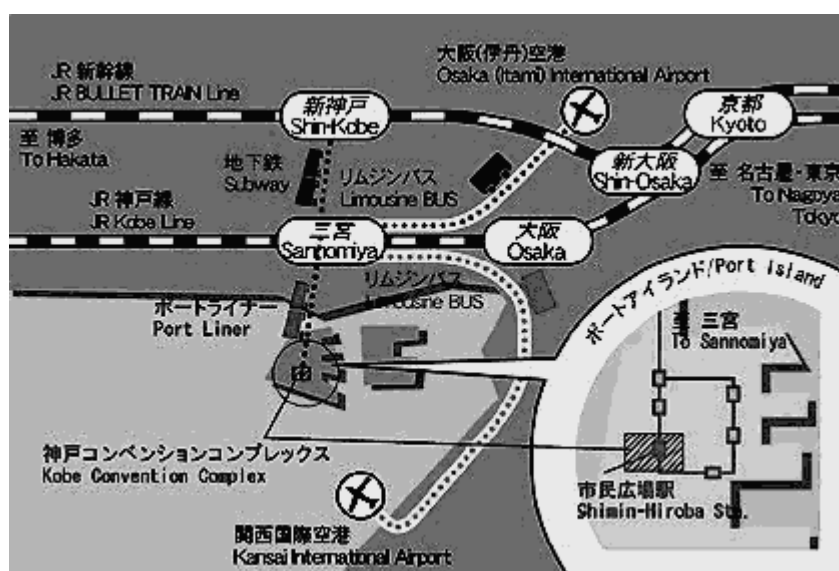 JR 新幹線
JR BULLET TRAIN Line
大阪(伊丹)空港
Osaka (Itami) International Airport
新神戸
Shin-Kobe
京都
Kyoto
至 博多
To Hakata
地下鉄
Subway
リムジンバス
Limousine BUS
新大阪
Shin-Osaka
至 名古屋・東京
To Nagoya
Tokyo
JR 神戸線
JR Kobe Line
三宮
Sannomiya
大阪
Osaka
リムジンバス
Limousine BUS
ポートライナー
Port Liner
ポートアイランド/Port Island
三宮
To Sannomiya
神戸コンベンションコンプレックス
Kobe Convention Complex
市民広場駅
Shimin-Hiroba Sta.
関西国際空港
Kansai International Airport